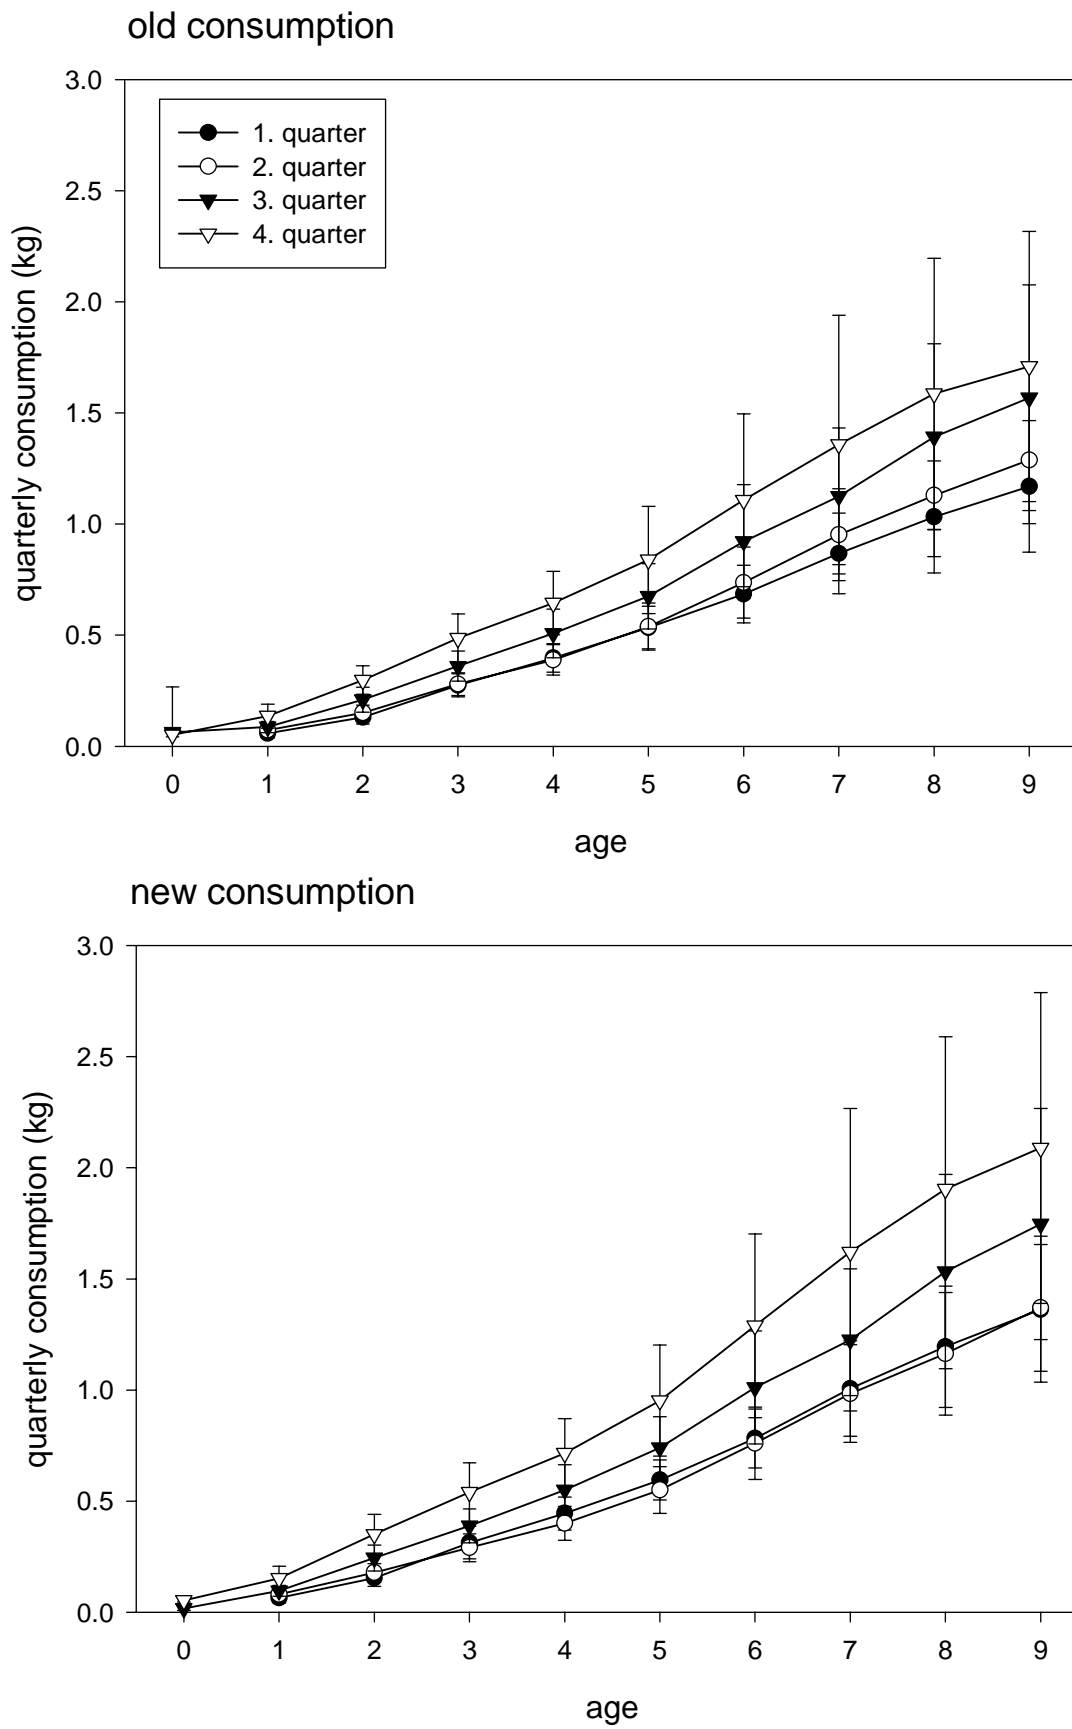 old consumption
3.0
2.5
2.0
1.5
1.0
0.5
0.0
quarterly consumption (kg)
1. quarter
2. quarter
3. quarter
4. quarter
0 1 2 3 4 5 6 7 8 9
age
new consumption
3.0
2.5
2.0
1.5
1.0
0.5
0.0
quarterly consumption (kg)
0 1 2 3 4 5 6 7 8 9
age